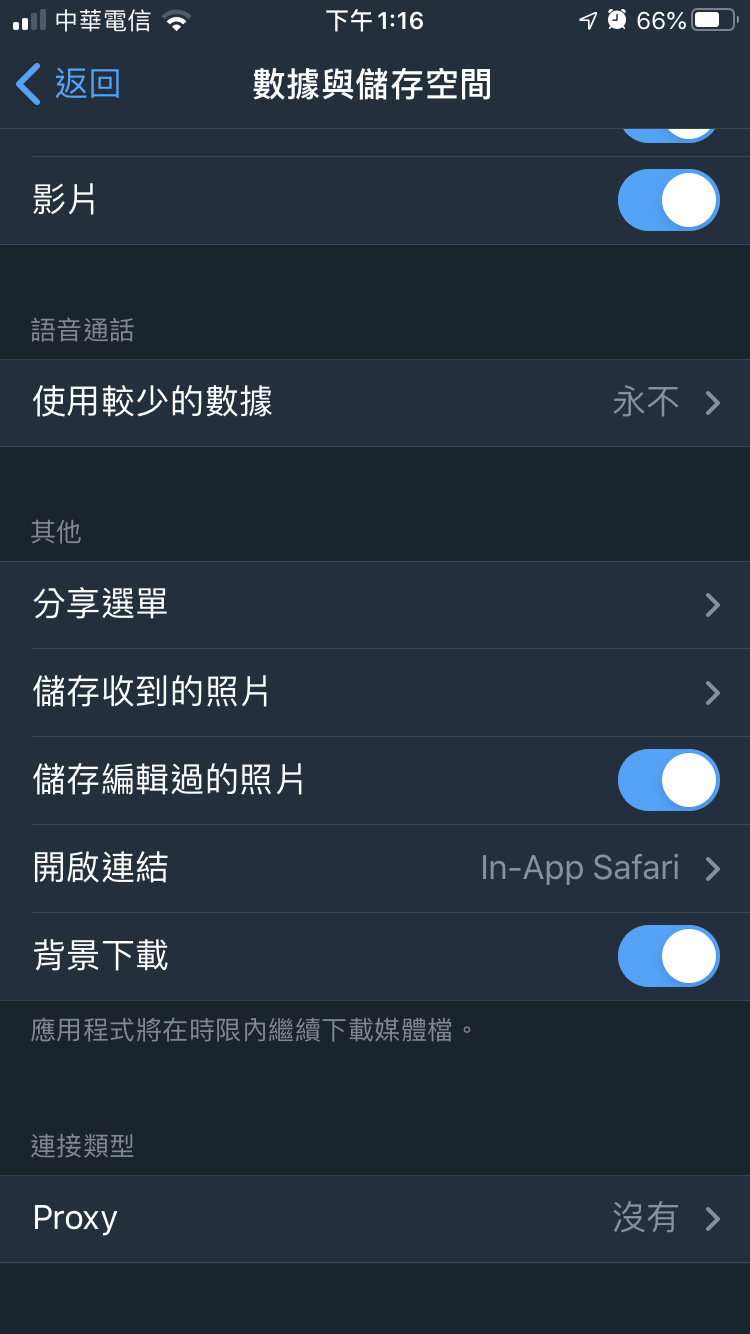 中華電信 下午1:16 66%
返回 數據與儲存空間
影片
語音通話
使用較少的數據 永不
其他
分享選單
儲存收到的照片
儲存編輯過的照片
開啟連結 In-App Safari
背景下載
應用程式將在時限內繼續下載媒體檔。
連接類型
Proxy 沒有